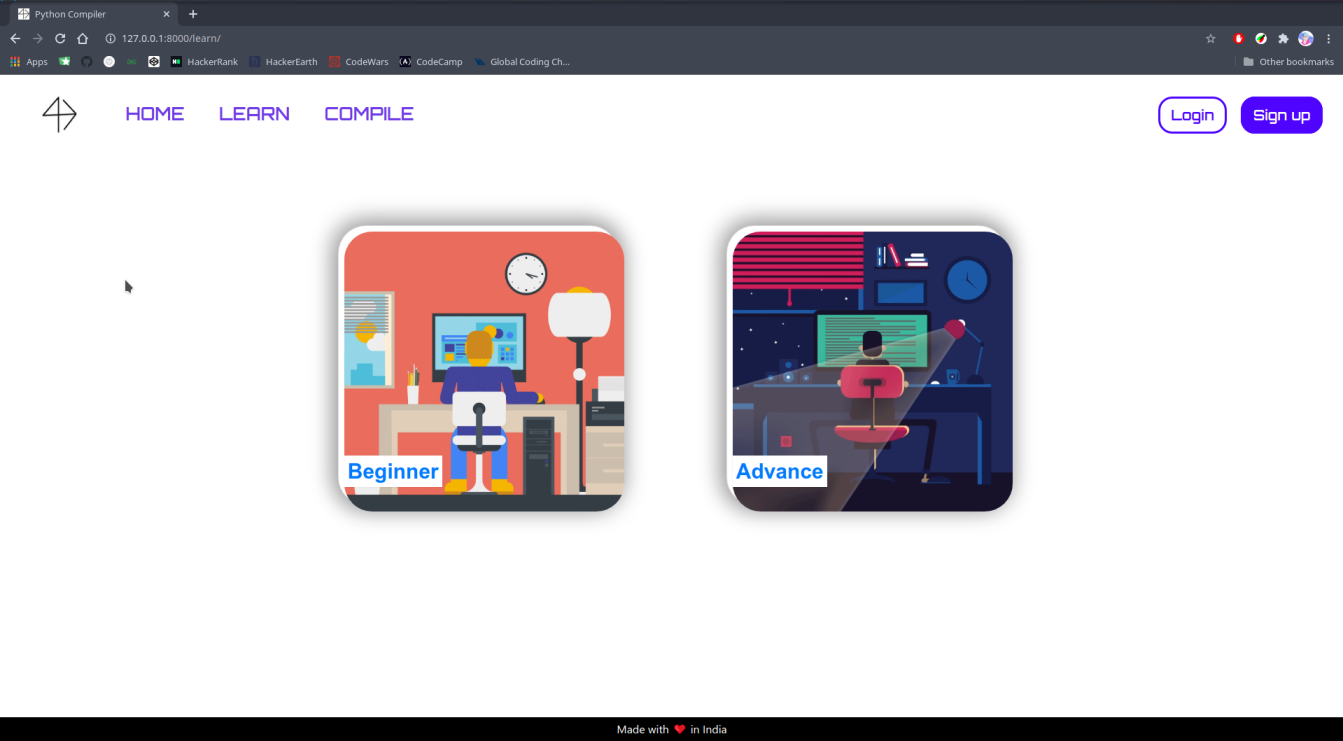 Python Compiler
127.0.0.1:8000/learn/
Apps HackerRank HackerEarth CodeWars (A) CodeCamp Global Coding Ch... Other bookmarks
HOME LEARN COMPILE Login Sign up
Beginner Advance
Made with ❤ in India